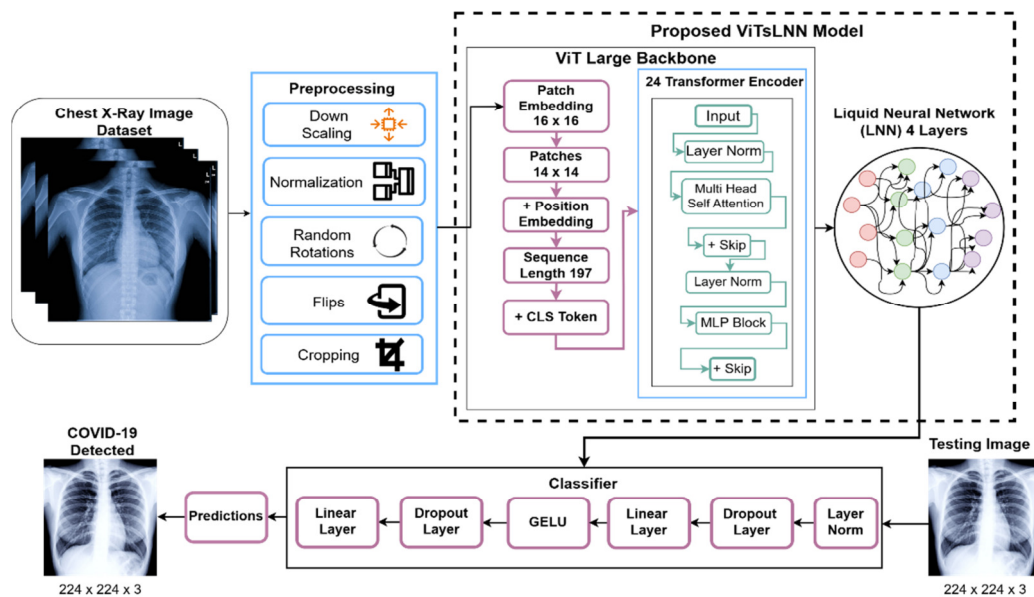 Proposed ViTsLNN Model
ViT Large Backbone
Chest X-Ray Image
Dataset
L
L
Preprocessing
Down
Scaling
Normalization
Random
Rotations
Flips
Cropping
Patch
Embedding
16 x 16
Patches
14 x 14
+ Position
Embedding
Sequence
Length 197
+ CLS Token
24 Transformer Encoder
Input
Layer Norm
Multi Head
Self Attention
+ Skip
Layer Norm
MLP Block
+ Skip
Liquid Neural Network
(LNN) 4 Layers
COVID-19
Detected
224 x 224 x 3
Predictions
Classifier
Linear
Layer
Dropout
Layer
GELU
Linear
Layer
Dropout
Layer
Layer
Norm
Testing Image
224 x 224 x 3